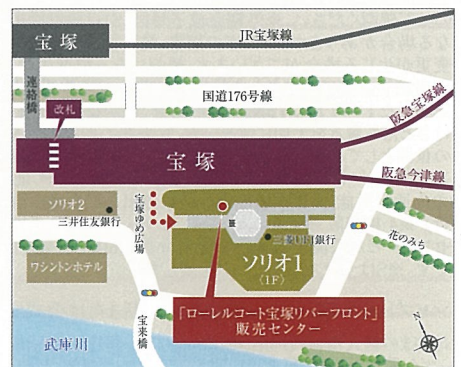 宝塚
JR宝塚線
連絡橋
改札
国道176号線
阪急宝塚線
宝塚
阪急今津線
ソリオ2
三井住友銀行
宝塚ゆめ広場
三菱UFJ銀行
花のみち
ソリオ1
〈1F〉
ワシントンホテル
「ローレルコート宝塚リバーフロント」
販売センター
宝来橋
武庫川
N